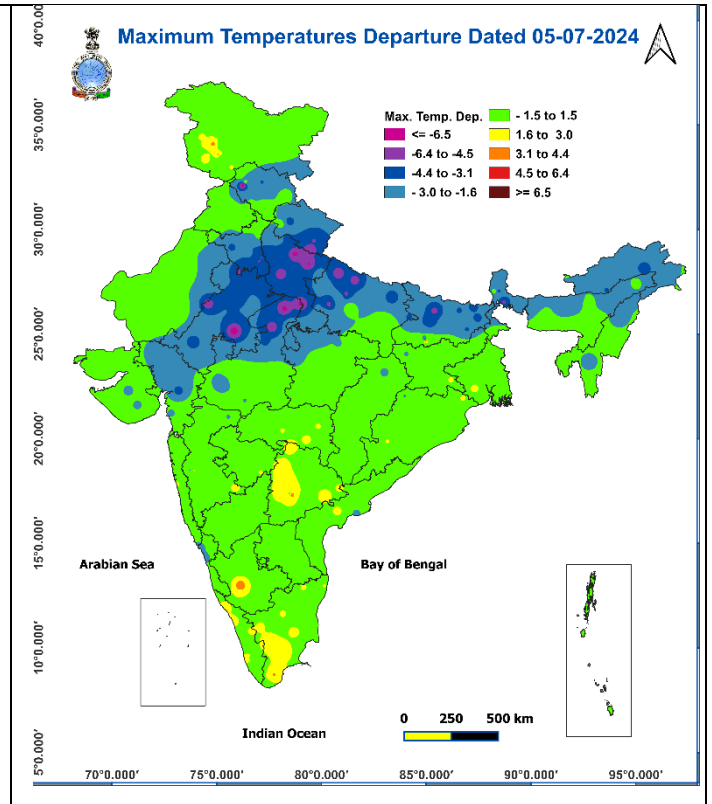 Maximum Temperatures Departure Dated 05-07-2024
Max. Temp. Dep.
<= -6.5
-6.4 to -4.5
-4.4 to -3.1
- 3.0 to -1.6
- 1.5 to 1.5
1.6 to 3.0
3.1 to 4.4
4.5 to 6.4
>= 6.5
40°0.000'
35°0.000'
30°0.000'
25°0.000'
20°0.000'
15°0.000'
10°0.000'
5°0.000'
Arabian Sea
Bay of Bengal
Indian Ocean
0 250 500 km
70°0.000' 75°0.000' 80°0.000' 85°0.000' 90°0.000' 95°0.000'